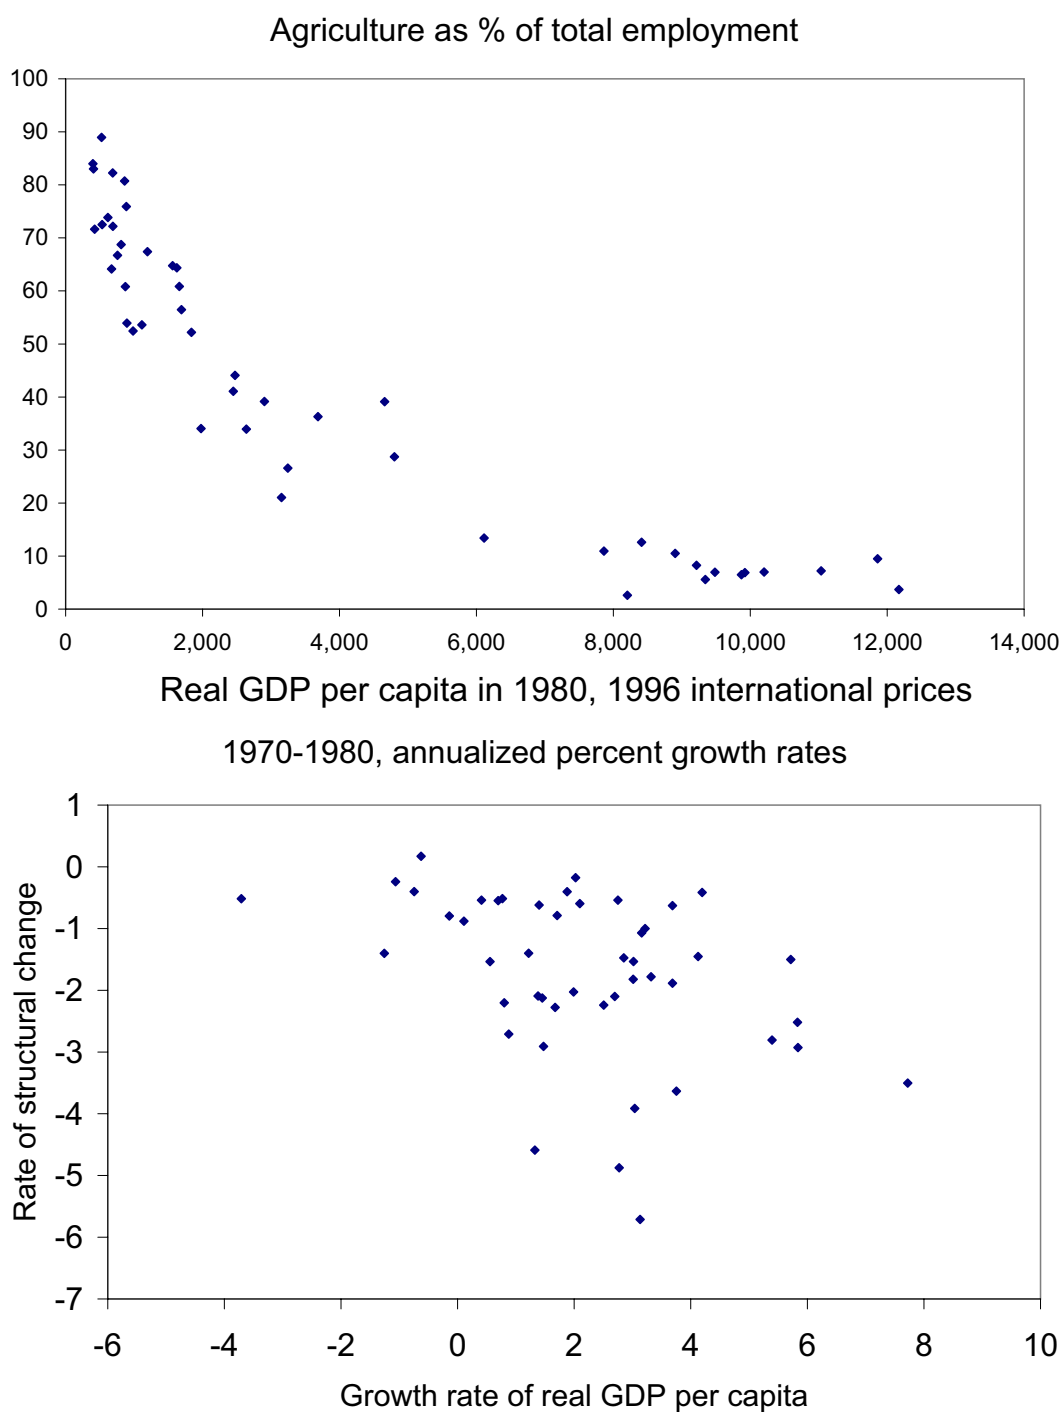 Agriculture as % of total employment
100
90
80
70
60
50
40
30
20
10
0
0 2,000 4,000 6,000 8,000 10,000 12,000 14,000
Real GDP per capita in 1980, 1996 international prices
1970-1980, annualized percent growth rates
Rate of structural change
1
0
-1
-2
-3
-4
-5
-6
-7
-6 -4 -2 0 2 4 6 8 10
Growth rate of real GDP per capita